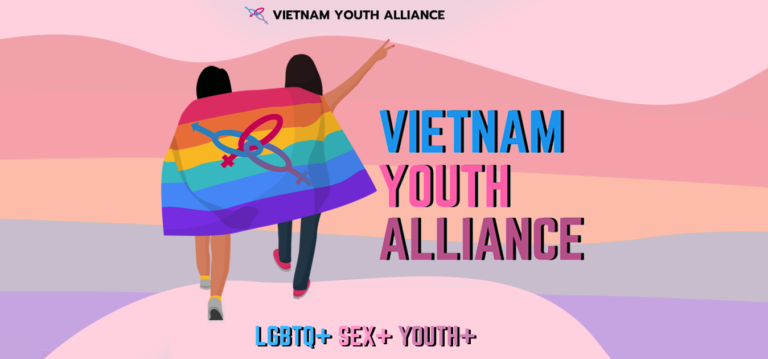 VIETNAM YOUTH ALLIANCE
VIETNAM
YOUTH
ALLIANCE
LGBTQ+ SEX+ YOUTH+